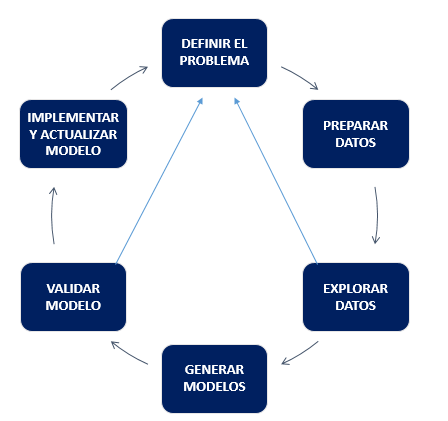 DEFINIR EL
PROBLEMA
PREPARAR
DATOS
EXPLORAR
DATOS
GENERAR
MODELOS
VALIDAR
MODELO
IMPLEMENTAR
Y ACTUALIZAR
MODELO